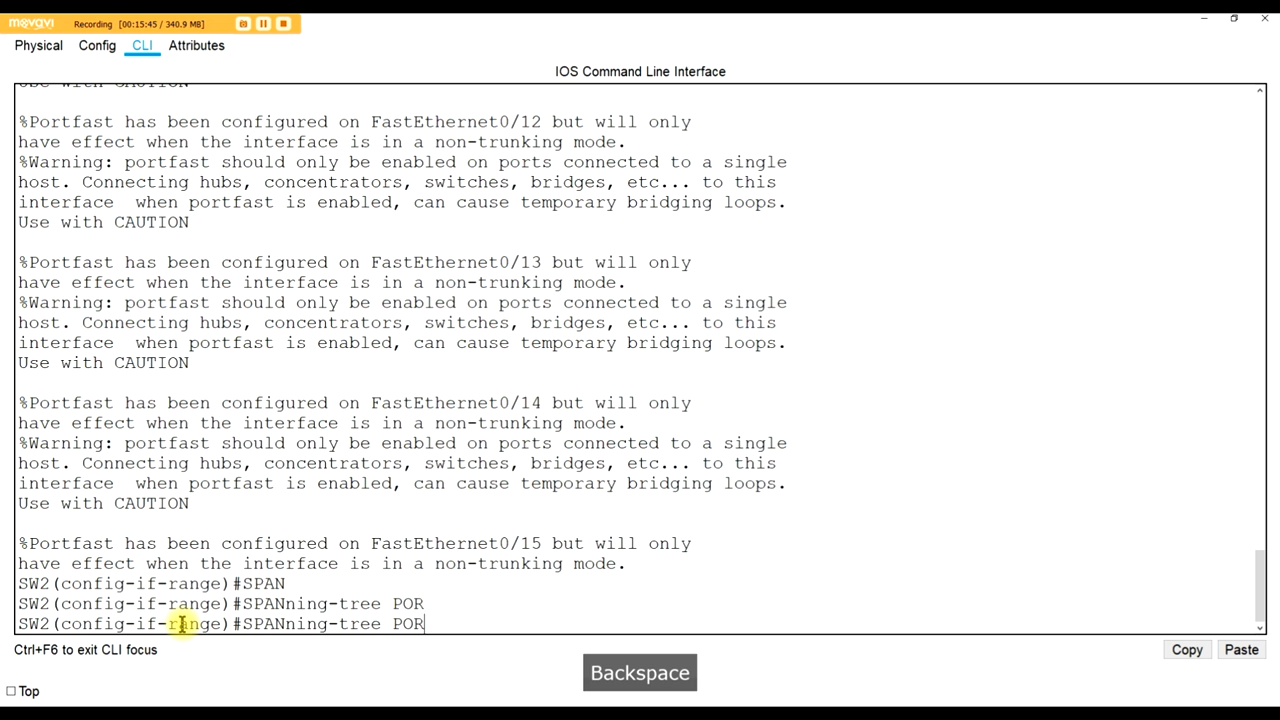 movavi
Recording [00:15:45 / 340.9 MB]
Physical Config CLI Attributes
IOS Command Line Interface
Use with CAUTION
%Portfast has been configured on FastEthernet0/12 but will only
have effect when the interface is in a non-trunking mode.
%Warning: portfast should only be enabled on ports connected to a single
host. Connecting hubs, concentrators, switches, bridges, etc... to this
interface  when portfast is enabled, can cause temporary bridging loops.
Use with CAUTION
%Portfast has been configured on FastEthernet0/13 but will only
have effect when the interface is in a non-trunking mode.
%Warning: portfast should only be enabled on ports connected to a single
host. Connecting hubs, concentrators, switches, bridges, etc... to this
interface  when portfast is enabled, can cause temporary bridging loops.
Use with CAUTION
%Portfast has been configured on FastEthernet0/14 but will only
have effect when the interface is in a non-trunking mode.
%Warning: portfast should only be enabled on ports connected to a single
host. Connecting hubs, concentrators, switches, bridges, etc... to this
interface  when portfast is enabled, can cause temporary bridging loops.
Use with CAUTION
%Portfast has been configured on FastEthernet0/15 but will only
have effect when the interface is in a non-trunking mode.
SW2(config-if-range)#SPAN
SW2(config-if-range)#SPANning-tree POR
SW2(config-if-range)#SPANning-tree POR
Ctrl+F6 to exit CLI focus
Copy Paste
Backspace
Top